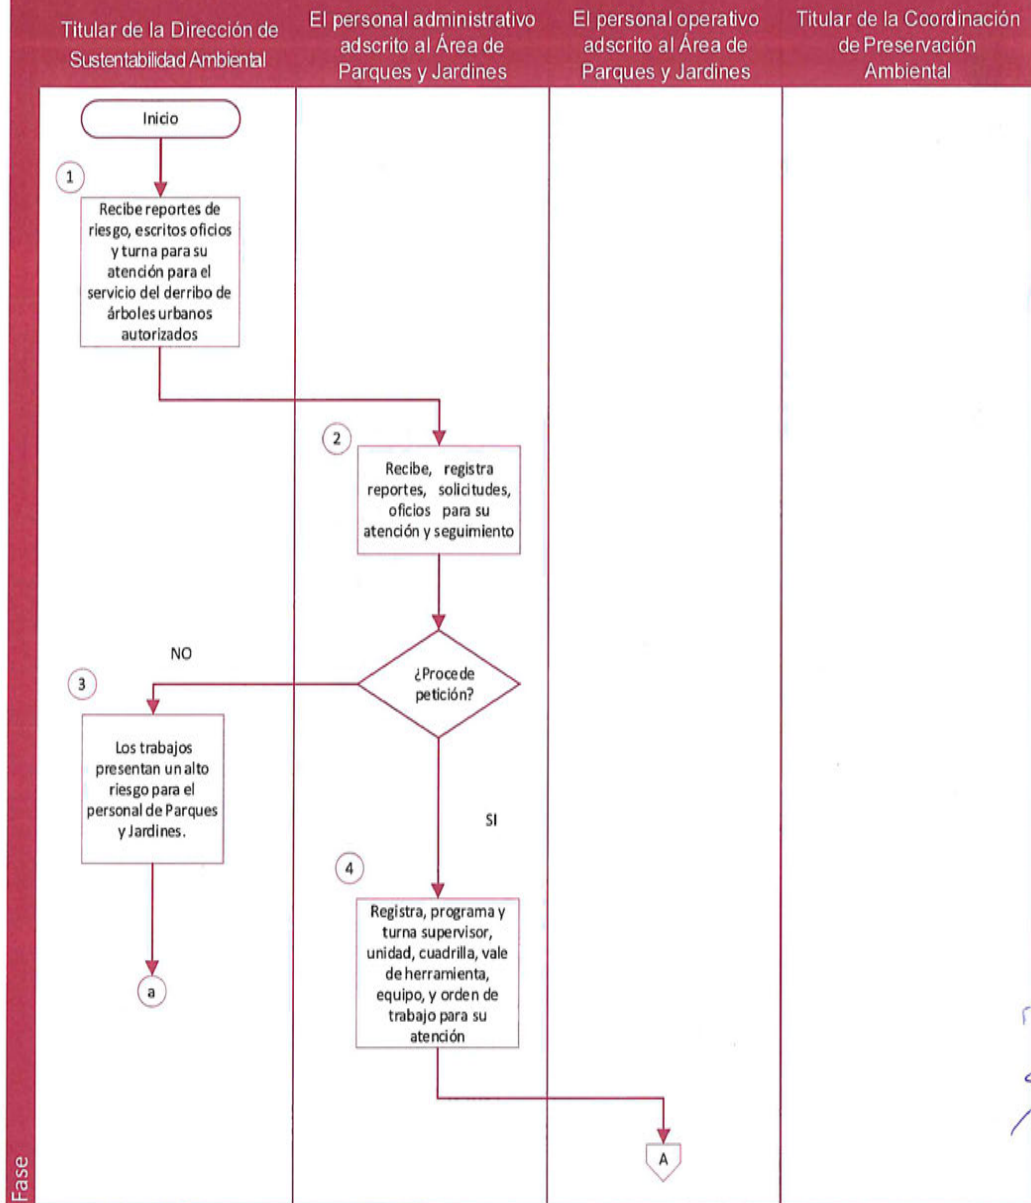 Titular de la Dirección de
Sustentabilidad Ambiental
El personal administrativo
adscrito al Área de
Parques y Jardines
El personal operativo
adscrito al Área de
Parques y Jardines
Titular de la Coordinación
de Preservación
Ambiental
Inicio
1
Recibe reportes de
riesgo, escritos oficios
y turna para su
atención para el
servicio del derribo de
árboles urbanos
autorizados
2
Recibe, registra
reportes, solicitudes,
oficios para su
atención y seguimiento
¿Procede
petición?
NO
3
Los trabajos
presentan un alto
riesgo para el
personal de Parques
y Jardines.
SI
4
Registra, programa y
turna supervisor,
unidad, cuadrilla, vale
de herramienta,
equipo, y orden de
trabajo para su
atención
a
A
Fase